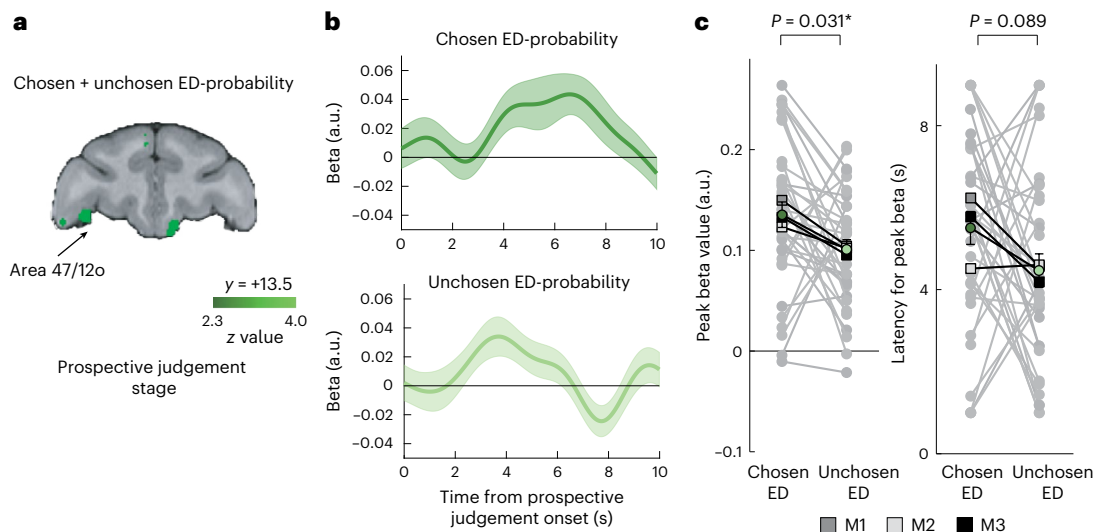 a
Chosen + unchosen ED-probability
Area 47/12o
y = +13.5
2.3 4.0
z value
Prospective judgement
stage
b
Chosen ED-probability
Beta (a.u.)
0.06
0.04
0.02
0
−0.02
−0.04
0 2 4 6 8 10
Unchosen ED-probability
Beta (a.u.)
0.06
0.04
0.02
0
−0.02
−0.04
0 2 4 6 8 10
Time from prospective
judgement onset (s)
c
P = 0.031*
Peak beta value (a.u.)
0.2
0.1
0
−0.1
Chosen Unchosen
ED ED
P = 0.089
Latency for peak beta (s)
8
4
0
Chosen Unchosen
ED ED
M1 M2 M3